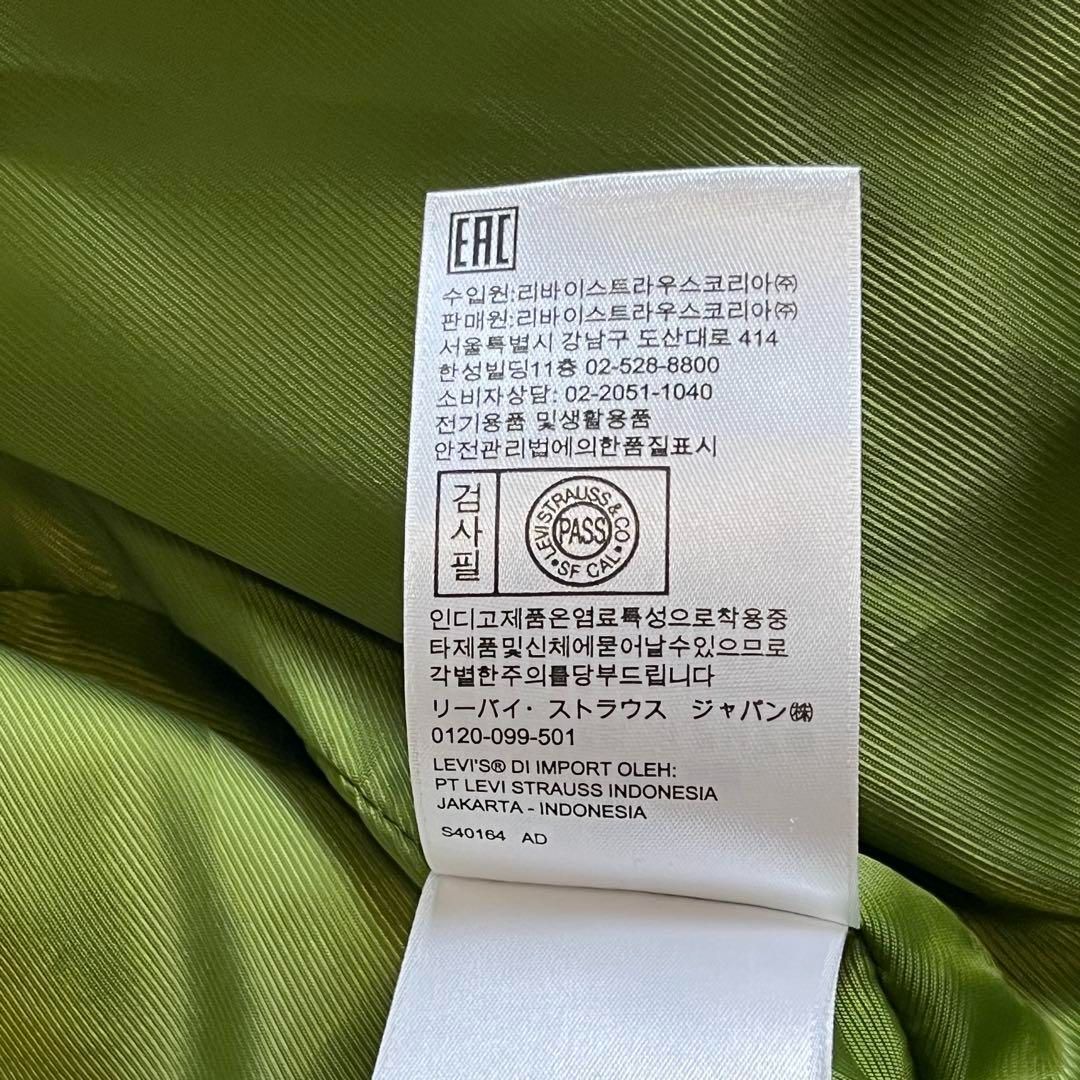 EAC
수입원:리바이스트라우스코리아㈜
판매원:리바이스트라우스코리아㈜
서울특별시 강남구 도산대로 414
한성빌딩11층 02-528-8800
소비자상담: 02-2051-1040
전기용품 및생활용품
안전관리법에의한품질표시
검사필
LEVI STRAUSS & CO
PASS
• SF CAL •
인디고제품은염료특성으로착용중
타제품및신체에묻어날수있으므로
각별한주의를당부드립니다
リーバイ・ストラウス ジャパン㈱
0120-099-501
LEVI'S® DI IMPORT OLEH:
PT LEVI STRAUSS INDONESIA
JAKARTA - INDONESIA
S40164 AD